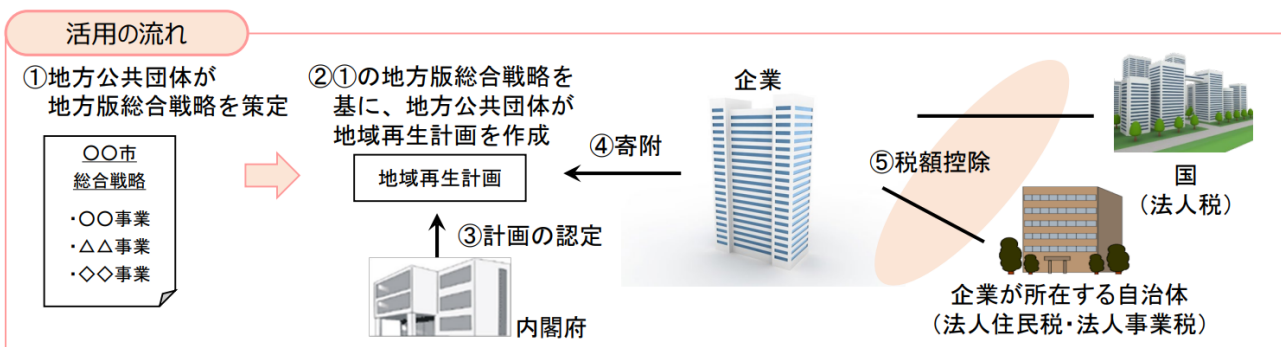 活用の流れ
①地方公共団体が
地方版総合戦略を策定
〇〇市
総合戦略
・〇〇事業
・△△事業
・◇◇事業
②①の地方版総合戦略を
基に、地方公共団体が
地域再生計画を作成
地域再生計画
③計画の認定
内閣府
④寄附
企業
⑤税額控除
国
（法人税）
企業が所在する自治体
（法人住民税・法人事業税）